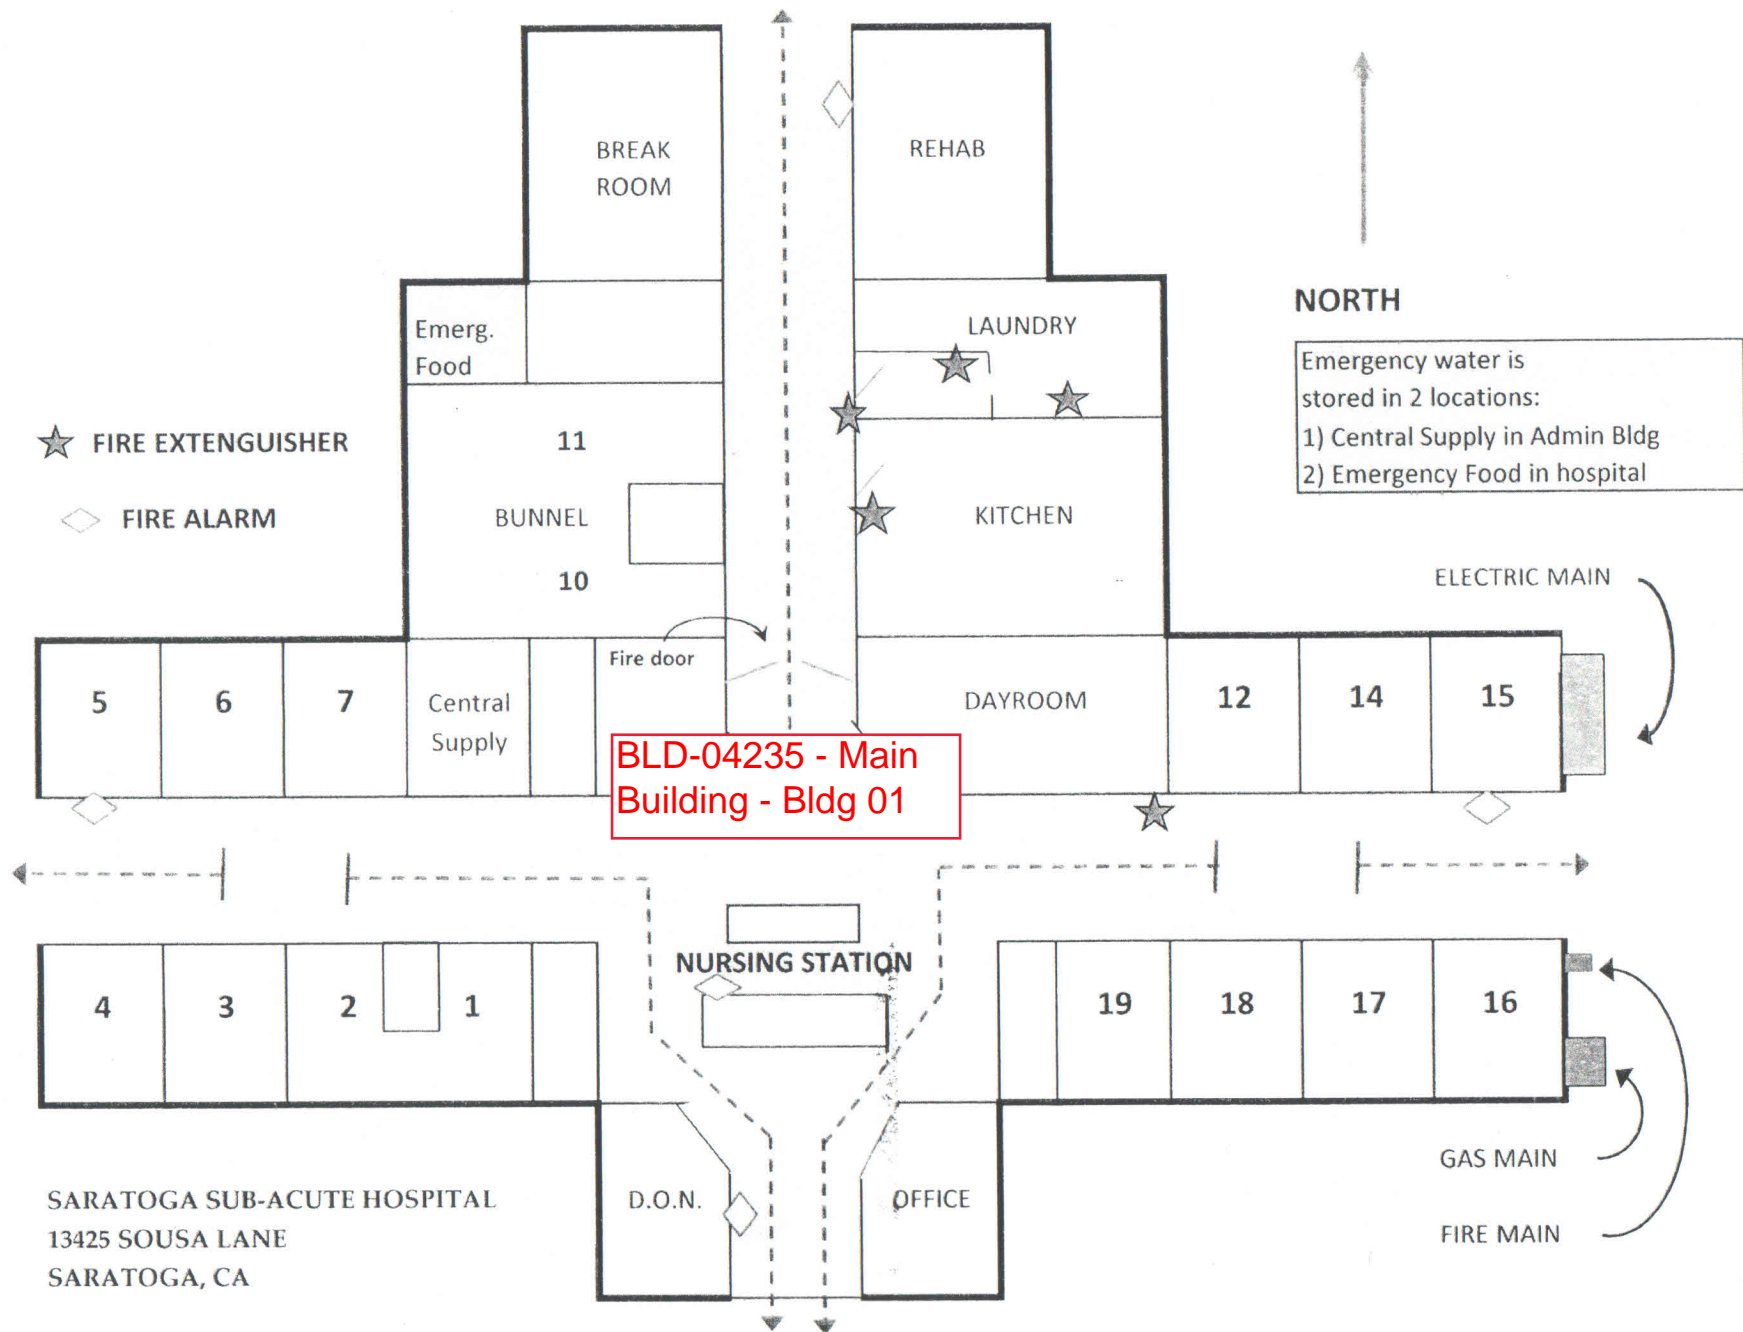 BREAK
ROOM
REHAB
Emerg.
Food
LAUNDRY
NORTH
Emergency water is
stored in 2 locations:
1) Central Supply in Admin Bldg
2) Emergency Food in hospital
FIRE EXTENGUISHER
FIRE ALARM
11
BUNNEL
10
KITCHEN
ELECTRIC MAIN
Fire door
5
6
7
Central
Supply
DAYROOM
12
14
15
BLD-04235 - Main
Building - Bldg 01
NURSING STATION
4
3
2
1
19
18
17
16
D.O.N.
OFFICE
GAS MAIN
FIRE MAIN
SARATOGA SUB-ACUTE HOSPITAL
13425 SOUSA LANE
SARATOGA, CA